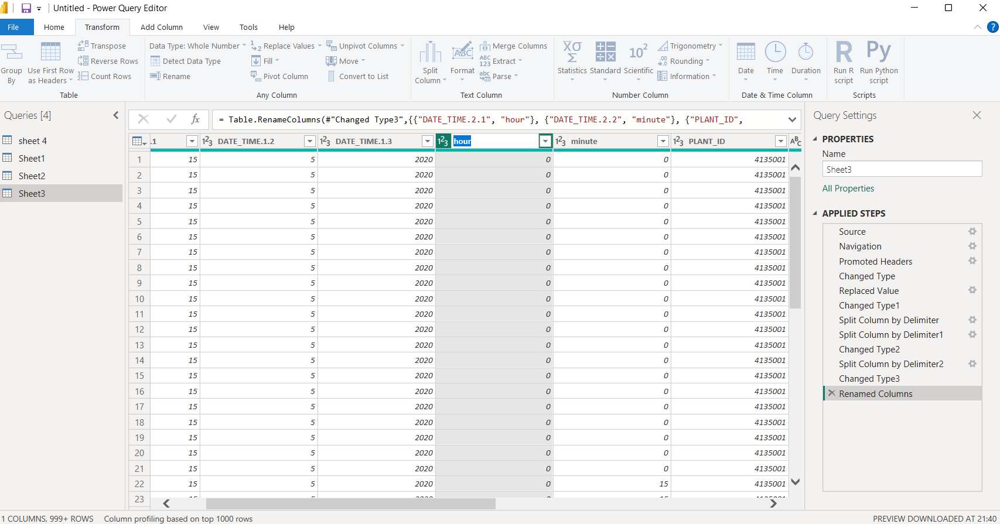 Untitled - Power Query Editor
File Home Transform Add Column View Tools Help
Group By
Use First Row as Headers
Transpose
Reverse Rows
Count Rows
Table
Data Type: Whole Number
Detect Data Type
Rename
Replace Values
Fill
Pivot Column
Unpivot Columns
Move
Convert to List
Any Column
Split Column
Format
Merge Columns
Extract
Parse
Text Column
Statistics
Standard
Scientific
Trigonometry
Rounding
Information
Number Column
Date
Time
Duration
Date & Time Column
Run R script
Run Python script
Scripts
Queries [4]
sheet 4
Sheet1
Sheet2
Sheet3
= Table.RenameColumns(#"Changed Type3",{{"DATE_TIME.2.1", "hour"}, {"DATE_TIME.2.2", "minute"}, {"PLANT_ID",
.1 DATE_TIME.1.2 DATE_TIME.1.3 hour minute PLANT_ID
1 15 5 2020 0 0 4135001
2 15 5 2020 0 0 4135001
3 15 5 2020 0 0 4135001
4 15 5 2020 0 0 4135001
5 15 5 2020 0 0 4135001
6 15 5 2020 0 0 4135001
7 15 5 2020 0 0 4135001
8 15 5 2020 0 0 4135001
9 15 5 2020 0 0 4135001
10 15 5 2020 0 0 4135001
11 15 5 2020 0 0 4135001
12 15 5 2020 0 0 4135001
13 15 5 2020 0 0 4135001
14 15 5 2020 0 0 4135001
15 15 5 2020 0 0 4135001
16 15 5 2020 0 0 4135001
17 15 5 2020 0 0 4135001
18 15 5 2020 0 0 4135001
19 15 5 2020 0 0 4135001
20 15 5 2020 0 0 4135001
21 15 5 2020 0 0 4135001
22 15 5 2020 0 15 4135001
23
Query Settings
PROPERTIES
Name
Sheet3
All Properties
APPLIED STEPS
Source
Navigation
Promoted Headers
Changed Type
Replaced Value
Changed Type1
Split Column by Delimiter
Split Column by Delimiter1
Changed Type2
Split Column by Delimiter2
Changed Type3
Renamed Columns
1 COLUMNS, 999+ ROWS Column profiling based on top 1000 rows
PREVIEW DOWNLOADED AT 21:40